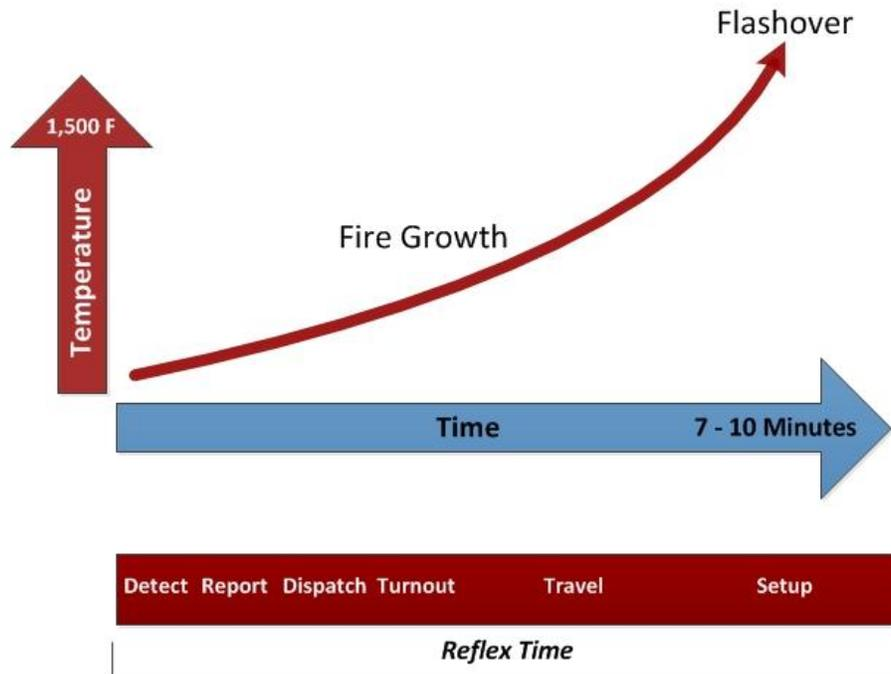 Flashover
1,500 F
Temperature
Fire Growth
Time 7 - 10 Minutes
Detect Report Dispatch Turnout Travel Setup
Reflex Time